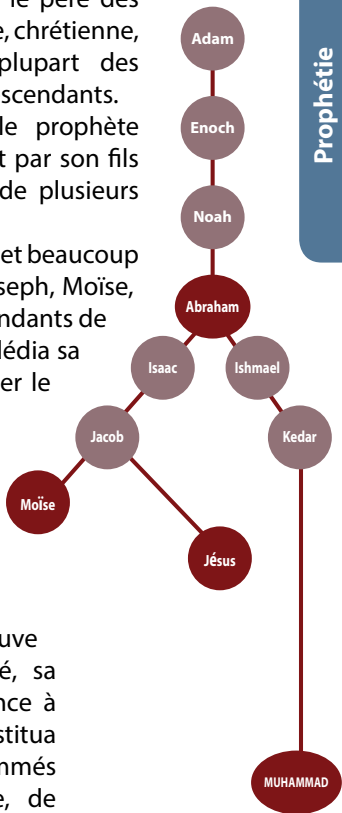 le père des
e, chrétienne,
plupart des
scendants.
le prophète
t par son fils
de plusieurs
et beaucoup
seph, Moïse,
ndants de
dédia sa
er le
uve
é, sa
nce à
stitua
mmés
e, de
Prophétie
Adam
Enoch
Noah
Abraham
Isaac
Ishmael
Jacob
Kedar
Moïse
Jésus
MUHAMMAD